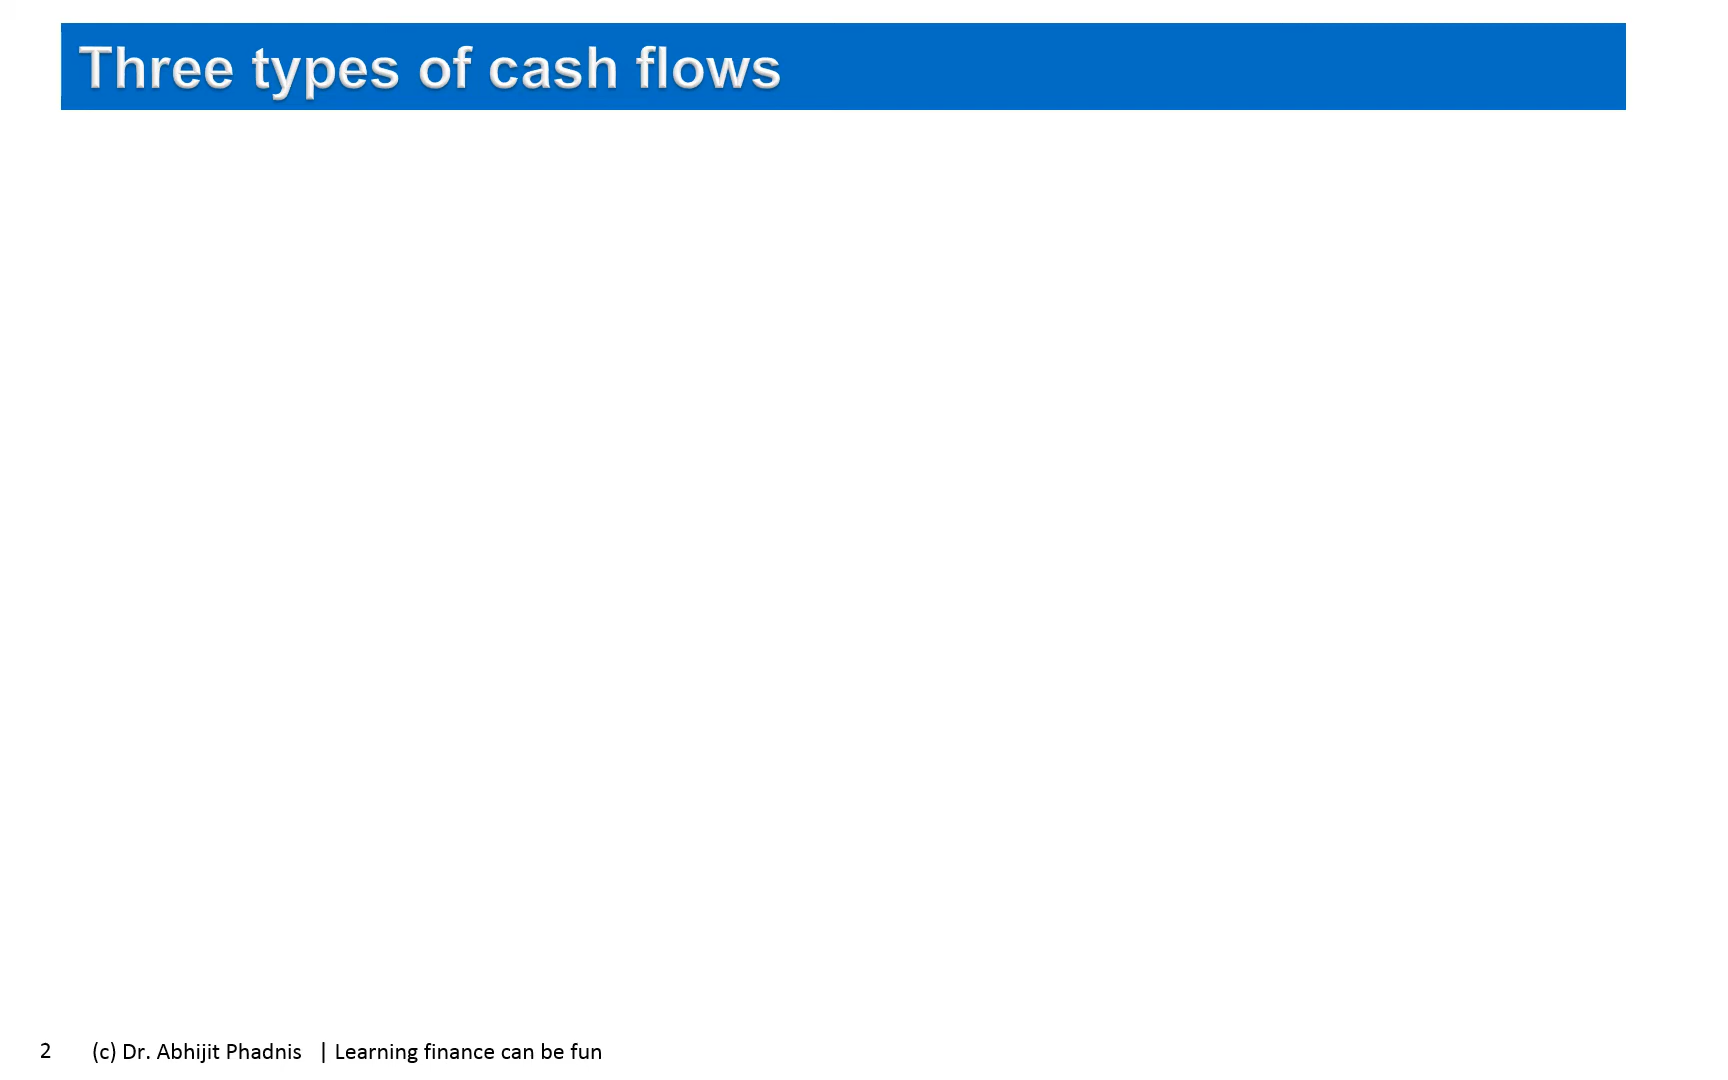 Three types of cash flows
2 (c) Dr. Abhijit Phadnis | Learning finance can be fun